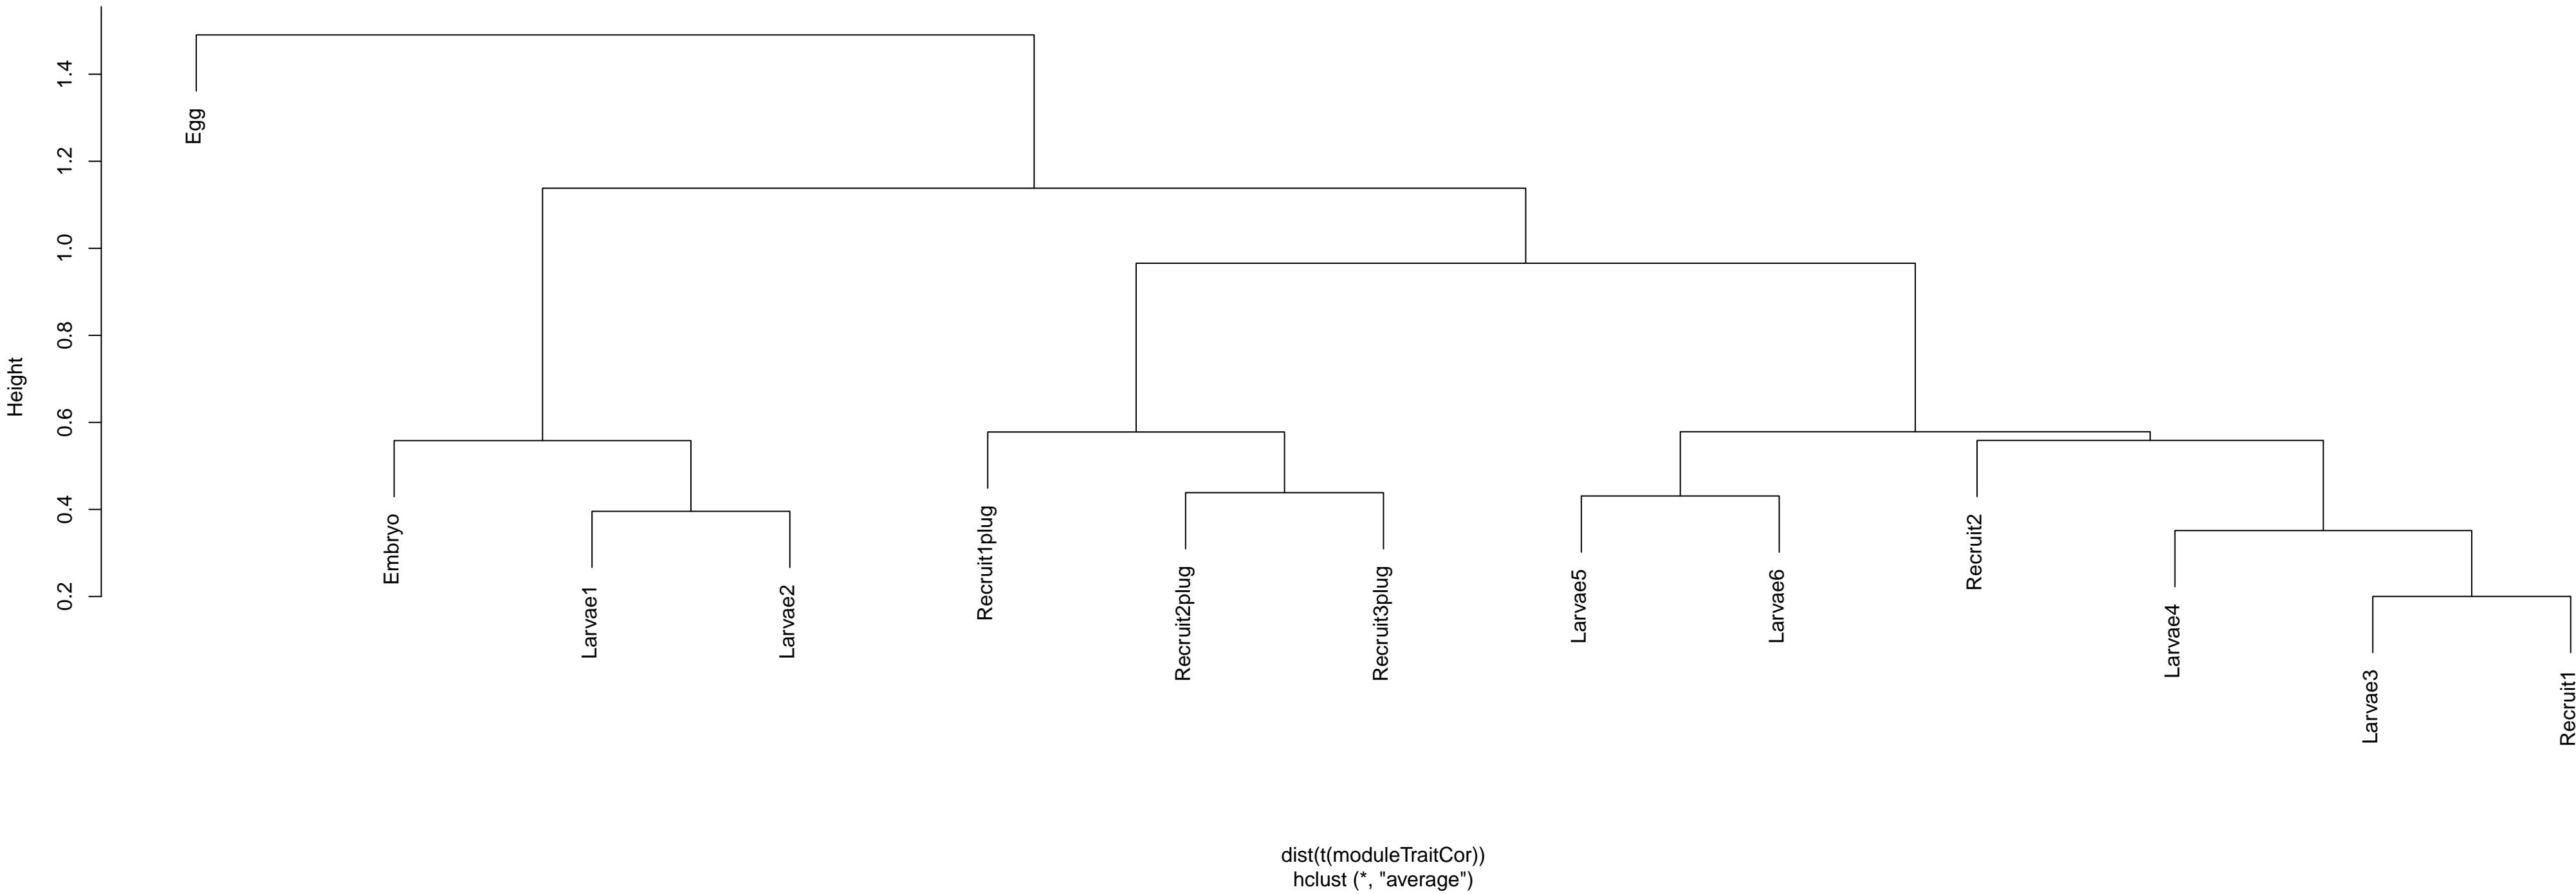 Height
1.4
1.2
1.0
0.8
0.6
0.4
0.2
Egg
Embryo
Larvae1
Larvae2
Recruit1plug
Recruit2plug
Recruit3plug
Larvae5
Larvae6
Recruit2
Larvae4
Larvae3
Recruit1
dist(t(moduleTraitCor))
hclust (*, "average")